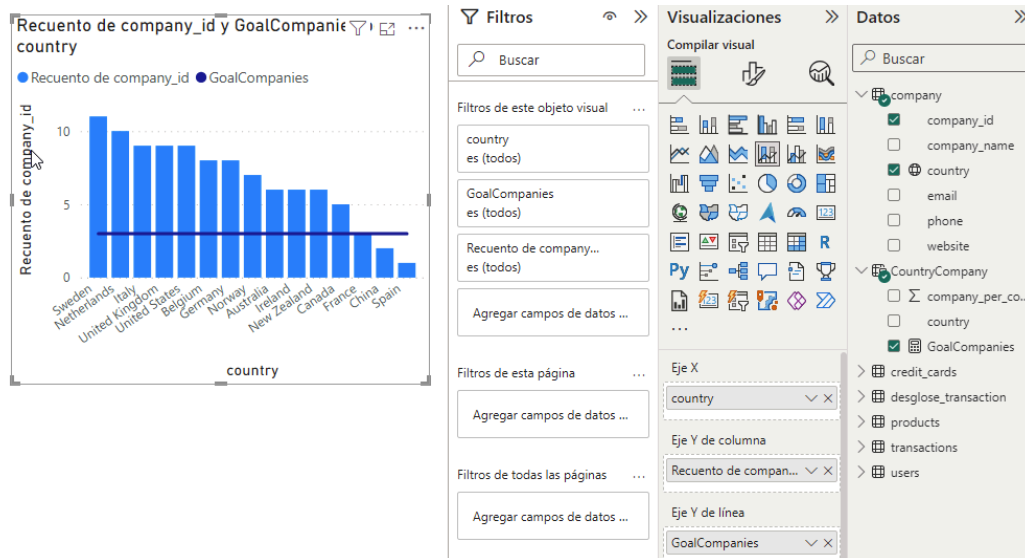 Recuento de company_id y GoalCompanie
country
Recuento de company_id GoalCompanies
Recuento de company_id
10
5
0
Sweden
Netherlands
Italy
United Kingdom
United States
Belgium
Germany
Norway
Australia
Ireland
New Zealand
Canada
France
China
Spain
country
Filtros
Buscar
Filtros de este objeto visual ...
country
es (todos)
GoalCompanies
es (todos)
Recuento de company...
es (todos)
Agregar campos de datos ...
Filtros de esta página ...
Agregar campos de datos ...
Filtros de todas las páginas ...
Agregar campos de datos ...
Visualizaciones
Compilar visual
123
R
Py
123
...
Eje X
country
Eje Y de columna
Recuento de compan...
Eje Y de línea
GoalCompanies
Datos
Buscar
company
company_id
company_name
country
email
phone
website
CountryCompany
company_per_co...
country
GoalCompanies
credit_cards
desglose_transaction
products
transactions
users